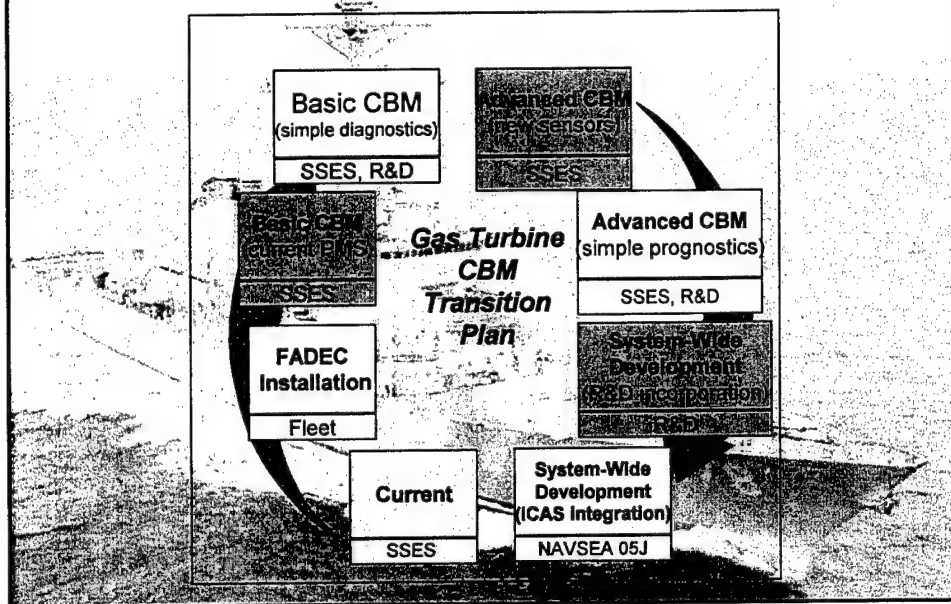 Basic CBM
(simple diagnostics)
SSES, R&D
Advanced CBM
(new sensors)
SSES
Basic CBM
current PMS
SSES
Gas Turbine
CBM
Transition
Plan
Advanced CBM
(simple prognostics)
SSES, R&D
FADEC
Installation
Fleet
System-Wide
Development
(R&D incorporation)
R&D
Current
SSES
System-Wide
Development
(ICAS integration)
NAVSEA 05J